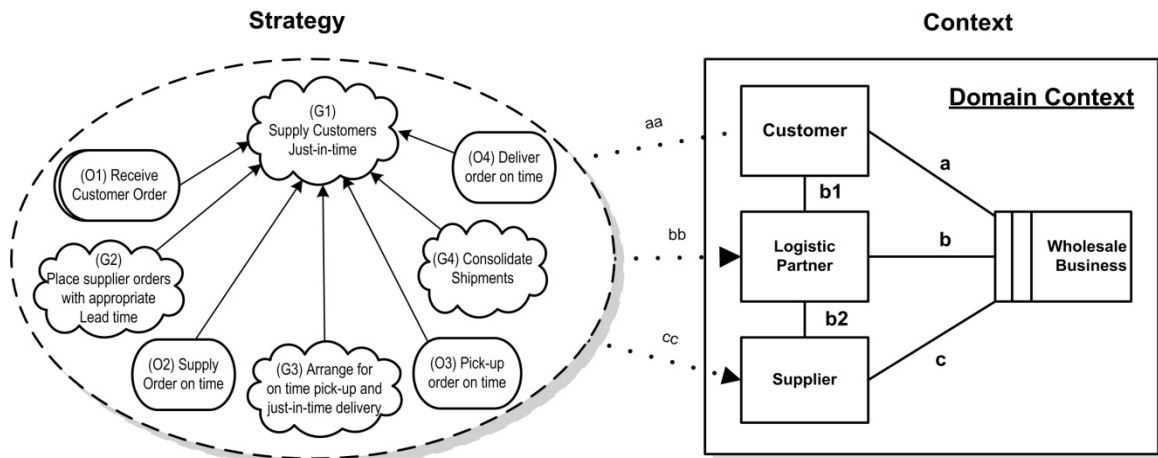 Strategy
Context
(G1)
Supply Customers
Just-in-time
(O1) Receive
Customer Order
(O4) Deliver
order on time
(G2)
Place supplier orders
with appropriate
Lead time
(G4) Consolidate
Shipments
(O2) Supply
Order on time
(G3) Arrange for
on time pick-up and
just-in-time delivery
(O3) Pick-up
order on time
aa
bb
cc
Domain Context
Customer
a
b1
Logistic
Partner
b
Wholesale
Business
b2
Supplier
c